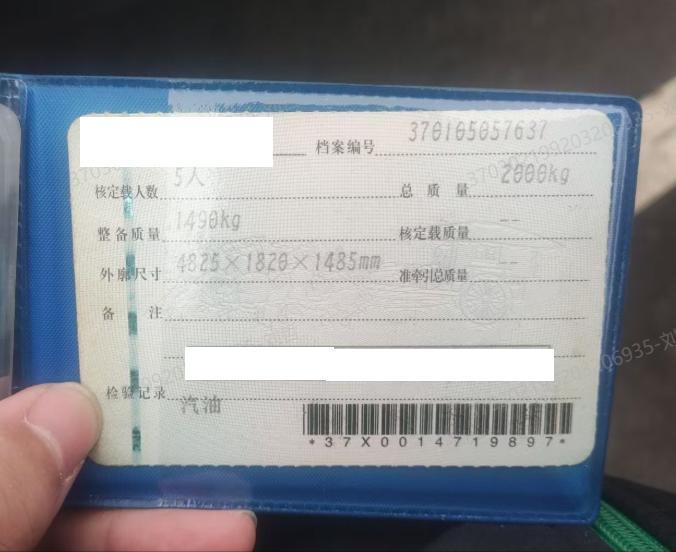 档案编号 370105057637
核定载人数 5人 总质量 2000kg
整备质量 1490kg 核定载质量 --
外廓尺寸 4825×1820×1485mm 准牵引总质量 --
备注
检验记录
汽油
*37X0014719897*